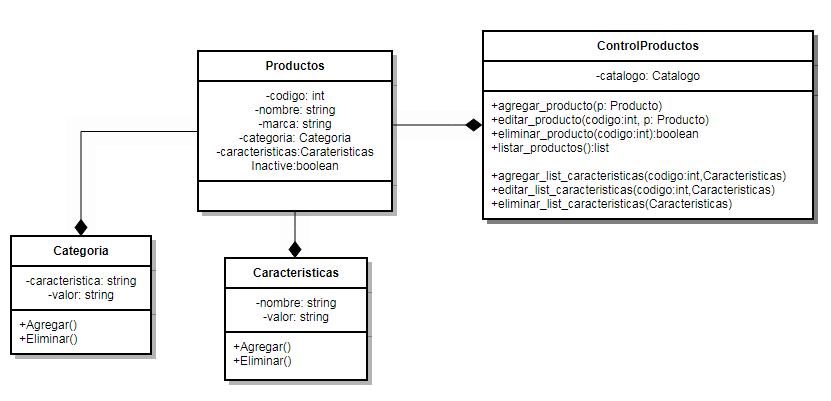 Productos
-codigo: int
-nombre: string
-marca: string
-categoria: Categoria
-caracteristicas:Carateristicas
Inactive:boolean
ControlProductos
-catalogo: Catalogo
+agregar_producto(p: Producto)
+editar_producto(codigo:int, p: Producto)
+eliminar_producto(codigo:int):boolean
+listar_productos():list
+agregar_list_caracteristicas(codigo:int,Caracteristicas)
+editar_list_caracteristicas(codigo:int,Caracteristicas)
+eliminar_list_caracteristicas(Caracteristicas)
Categoria
-caracteristica: string
-valor: string
+Agregar()
+Eliminar()
Caracteristicas
-nombre: string
-valor: string
+Agregar()
+Eliminar()